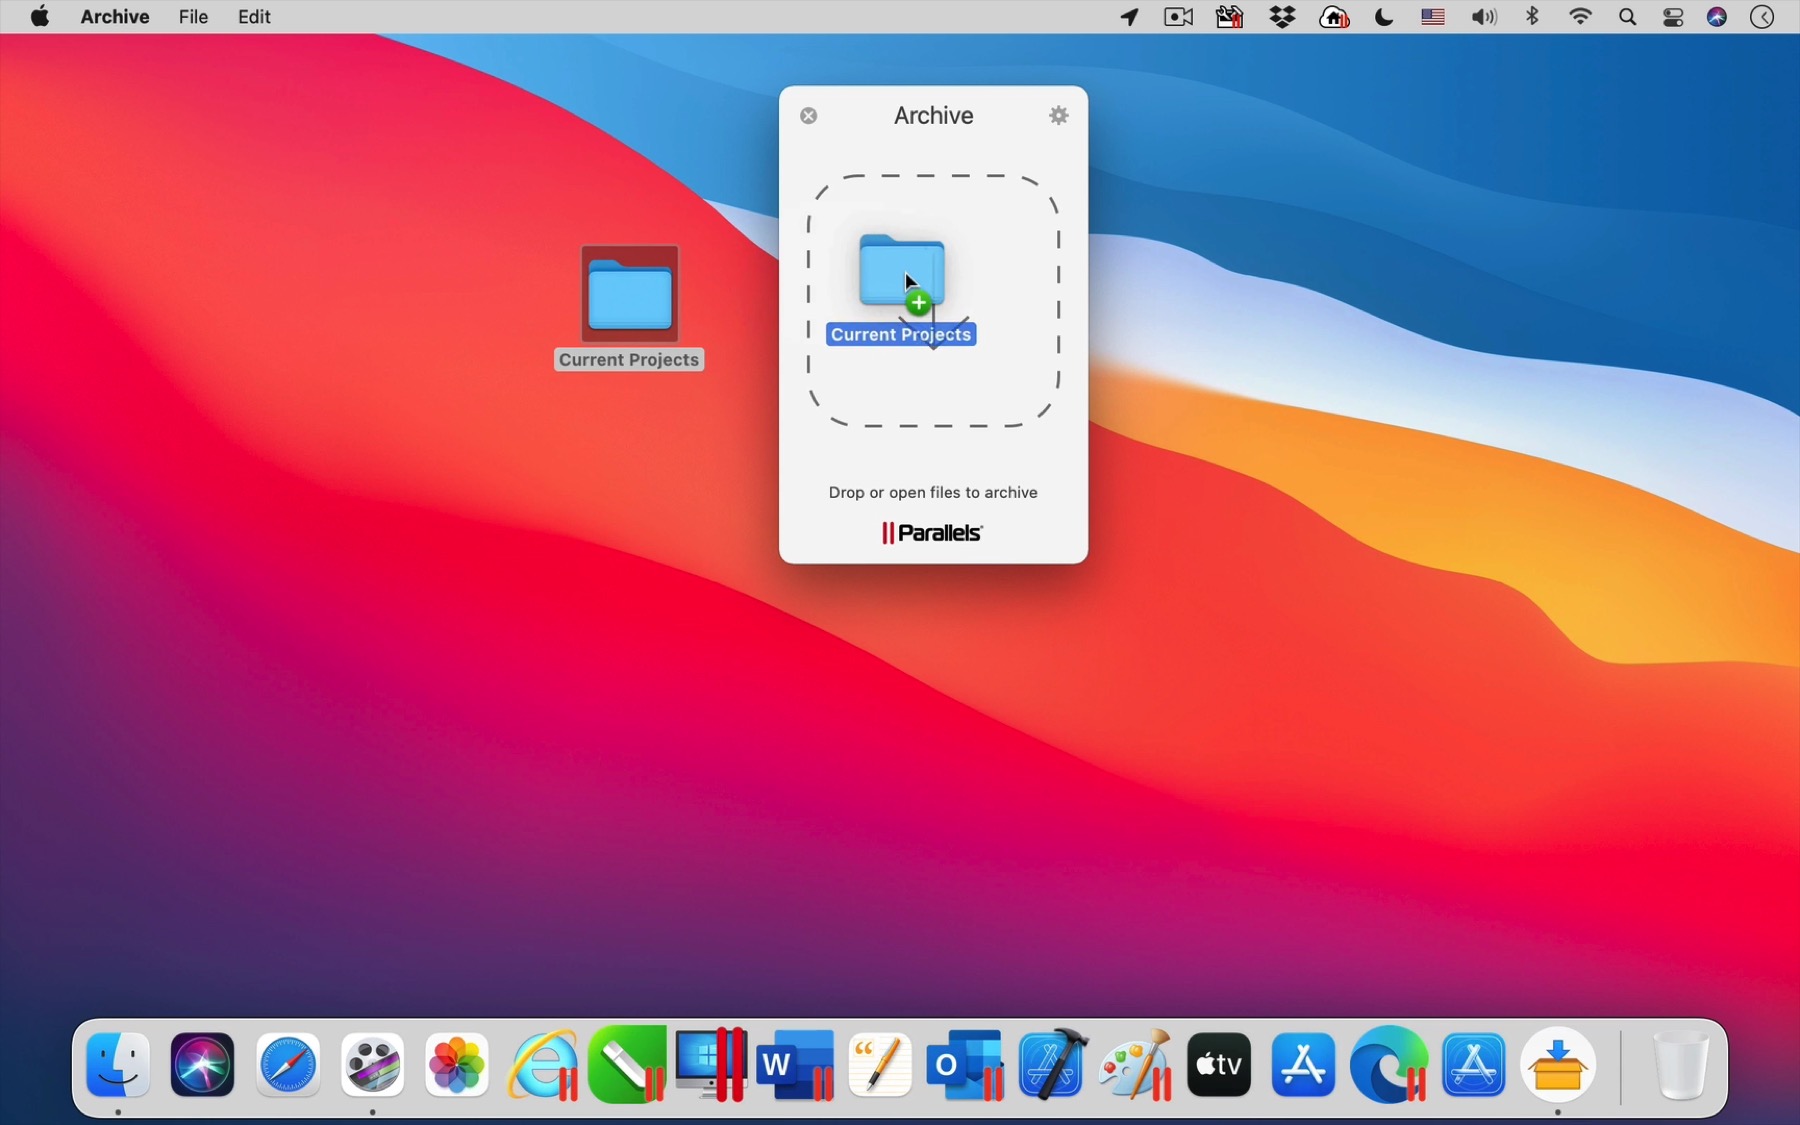 Archive File Edit
Archive
Current Projects
Current Projects
Drop or open files to archive
Parallels®
W
O
tv